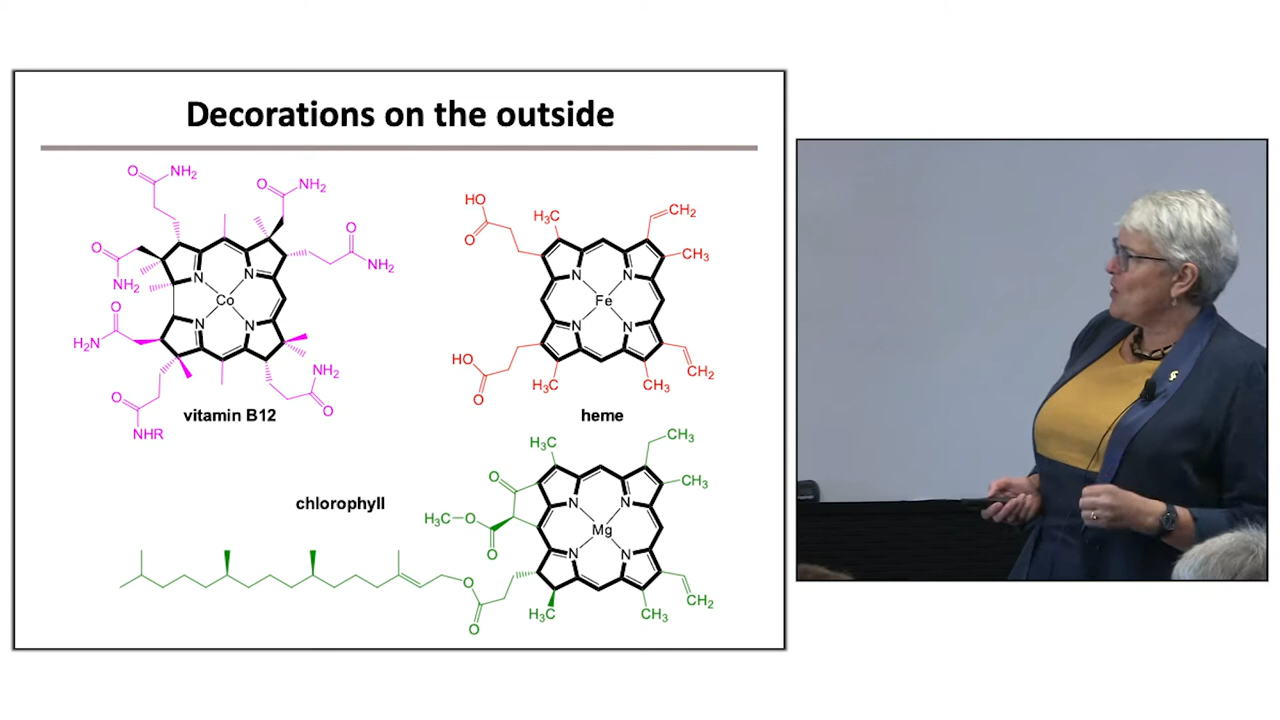 Decorations on the outside
O NH2
O NH2
O NH2
O NH2
O H2N
O NH2
O NHR
N N N N Co
vitamin B12
HO O
H3C
CH2
CH3
N N N N Fe
HO O
H3C
CH3
CH2
heme
H3C
CH3
CH3
O
H3C O
O
N N N N Mg
chlorophyll
O
O
H3C
CH3
CH2